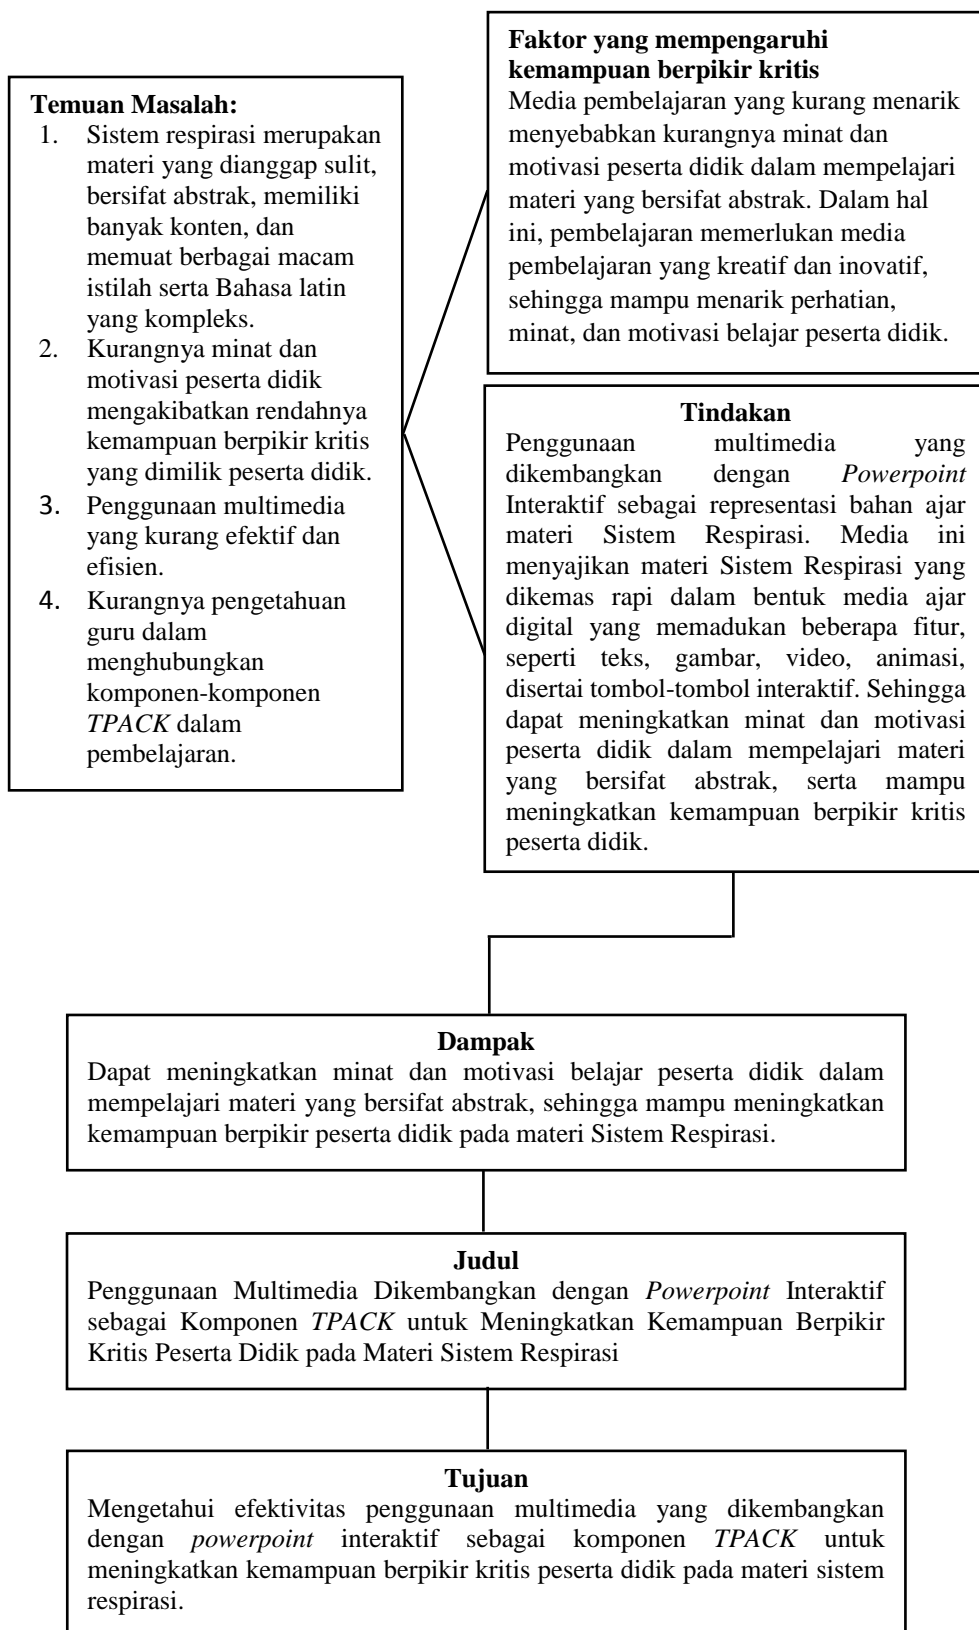 Temuan Masalah:
1. Sistem respirasi merupakan
materi yang dianggap sulit,
bersifat abstrak, memiliki
banyak konten, dan
memuat berbagai macam
istilah serta Bahasa latin
yang kompleks.
2. Kurangnya minat dan
motivasi peserta didik
mengakibatkan rendahnya
kemampuan berpikir kritis
yang dimilik peserta didik.
3. Penggunaan multimedia
yang kurang efektif dan
efisien.
4. Kurangnya pengetahuan
guru dalam
menghubungkan
komponen-komponen
TPACK dalam
pembelajaran.
Faktor yang mempengaruhi
kemampuan berpikir kritis
Media pembelajaran yang kurang menarik
menyebabkan kurangnya minat dan
motivasi peserta didik dalam mempelajari
materi yang bersifat abstrak. Dalam hal
ini, pembelajaran memerlukan media
pembelajaran yang kreatif dan inovatif,
sehingga mampu menarik perhatian,
minat, dan motivasi belajar peserta didik.
Tindakan
Penggunaan multimedia yang
dikembangkan dengan Powerpoint
Interaktif sebagai representasi bahan ajar
materi Sistem Respirasi. Media ini
menyajikan materi Sistem Respirasi yang
dikemas rapi dalam bentuk media ajar
digital yang memadukan beberapa fitur,
seperti teks, gambar, video, animasi,
disertai tombol-tombol interaktif. Sehingga
dapat meningkatkan minat dan motivasi
peserta didik dalam mempelajari materi
yang bersifat abstrak, serta mampu
meningkatkan kemampuan berpikir kritis
peserta didik.
Dampak
Dapat meningkatkan minat dan motivasi belajar peserta didik dalam
mempelajari materi yang bersifat abstrak, sehingga mampu meningkatkan
kemampuan berpikir peserta didik pada materi Sistem Respirasi.
Judul
Penggunaan Multimedia Dikembangkan dengan Powerpoint Interaktif
sebagai Komponen TPACK untuk Meningkatkan Kemampuan Berpikir
Kritis Peserta Didik pada Materi Sistem Respirasi
Tujuan
Mengetahui efektivitas penggunaan multimedia yang dikembangkan
dengan powerpoint interaktif sebagai komponen TPACK untuk
meningkatkan kemampuan berpikir kritis peserta didik pada materi sistem
respirasi.